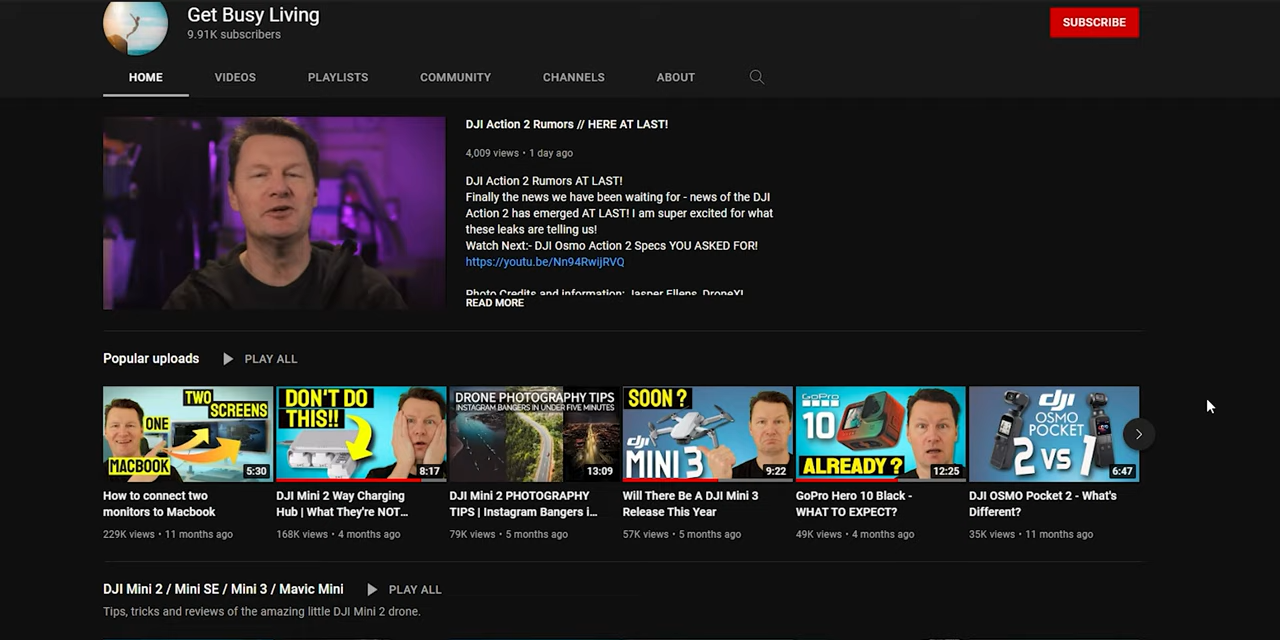 Get Busy Living
9.91K subscribers
SUBSCRIBE
HOME
VIDEOS
PLAYLISTS
COMMUNITY
CHANNELS
ABOUT
DJI Action 2 Rumors // HERE AT LAST!
4,009 views • 1 day ago
DJI Action 2 Rumors AT LAST!
Finally the news we have been waiting for - news of the DJI
Action 2 has emerged AT LAST! I am super excited for what
these leaks are telling us!
Watch Next:- DJI Osmo Action 2 Specs YOU ASKED FOR!
https://youtu.be/Nn94RwijRVQ
Photo Credits and information: Jasper Ellens, DroneXL
READ MORE
Popular uploads
PLAY ALL
TWO
SCREENS
ONE
MACBOOK
5:30
DON'T DO
THIS!!
8:17
DRONE PHOTOGRAPHY TIPS
INSTAGRAM BANGERS IN UNDER FIVE MINUTES
13:09
SOON?
dji
MINI 3
9:22
GoPro
10
ALREADY?
12:25
dji
OSMO
POCKET
2 VS 1
6:47
How to connect two
monitors to Macbook
229K views • 11 months ago
DJI Mini 2 Way Charging
Hub | What They're NOT...
168K views • 4 months ago
DJI Mini 2 PHOTOGRAPHY
TIPS | Instagram Bangers i...
79K views • 5 months ago
Will There Be A DJI Mini 3
Release This Year
57K views • 5 months ago
GoPro Hero 10 Black -
WHAT TO EXPECT?
49K views • 4 months ago
DJI OSMO Pocket 2 - What's
Different?
35K views • 11 months ago
DJI Mini 2 / Mini SE / Mini 3 / Mavic Mini
PLAY ALL
Tips, tricks and reviews of the amazing little DJI Mini 2 drone.